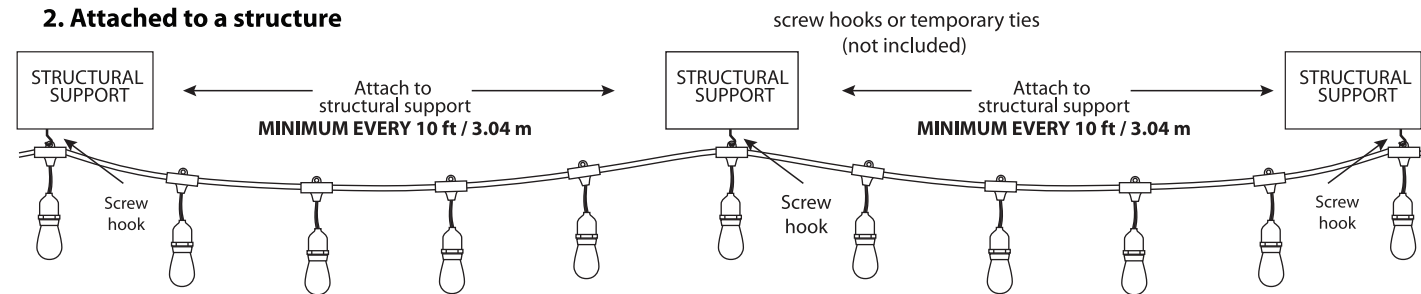 2. Attached to a structure
screw hooks or temporary ties
(not included)
STRUCTURAL
SUPPORT
Attach to
structural support
MINIMUM EVERY 10 ft / 3.04 m
STRUCTURAL
SUPPORT
Attach to
structural support
MINIMUM EVERY 10 ft / 3.04 m
STRUCTURAL
SUPPORT
Screw
hook
Screw
hook
Screw
hook